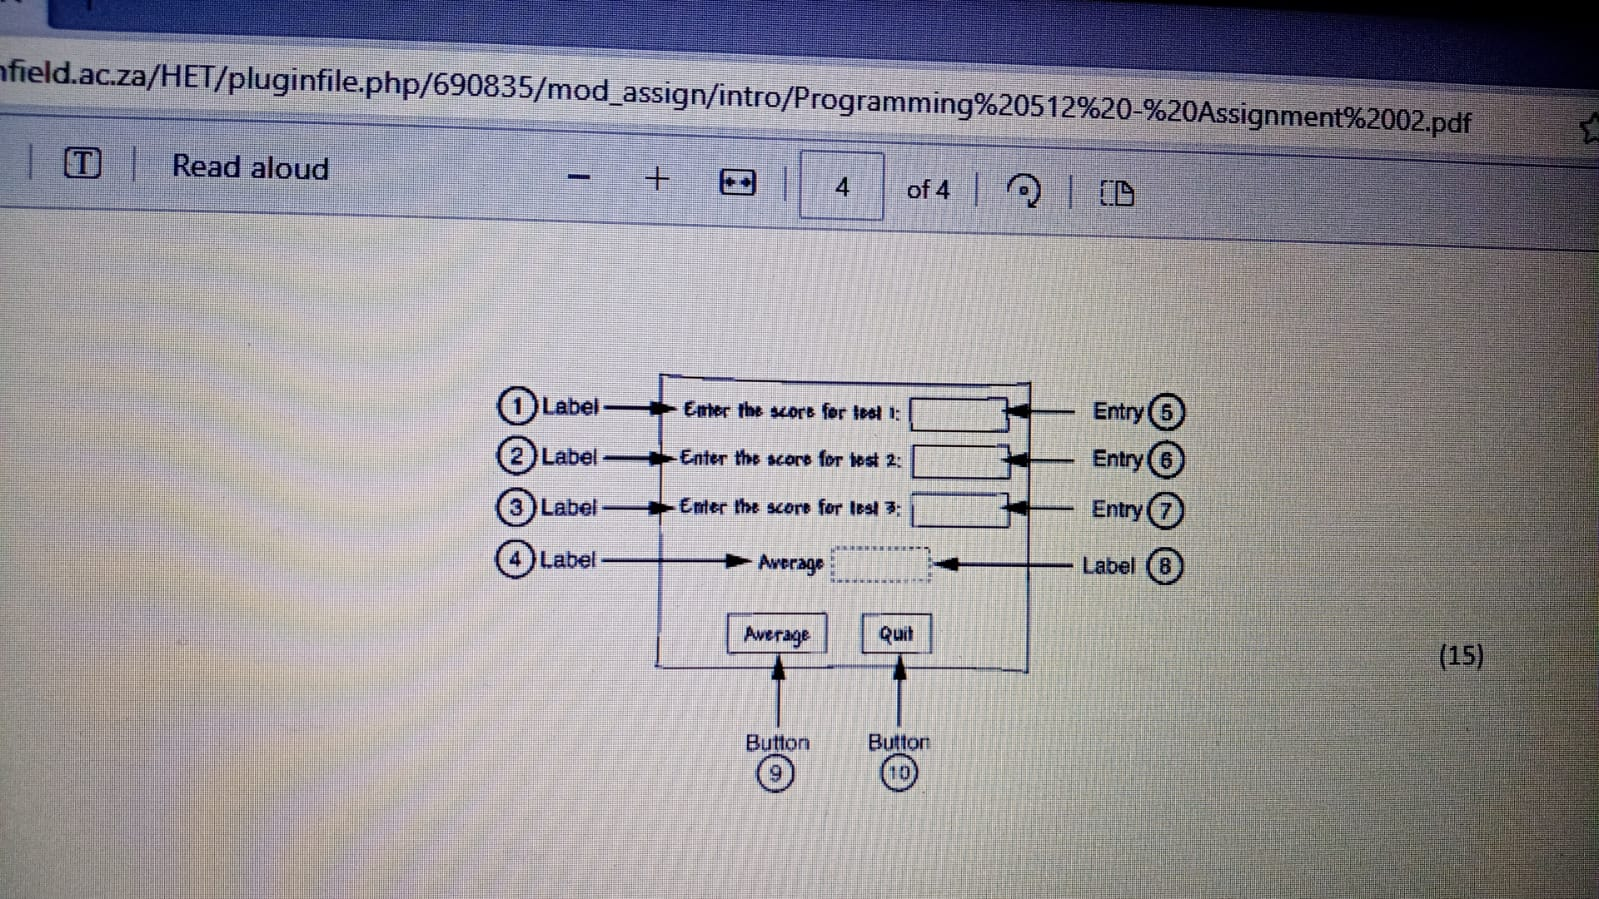 field.ac.za/HET/pluginfile.php/690835/mod_assign/intro/Programming%20512%20-%20Assignment%2002.pdf
T Read aloud − + 4 of 4
1 Label Enter the score for test 1: Entry 5
2 Label Enter the score for test 2: Entry 6
3 Label Enter the score for test 3: Entry 7
4 Label Average Label 8
Average Quit
(15)
Button Button
9 10